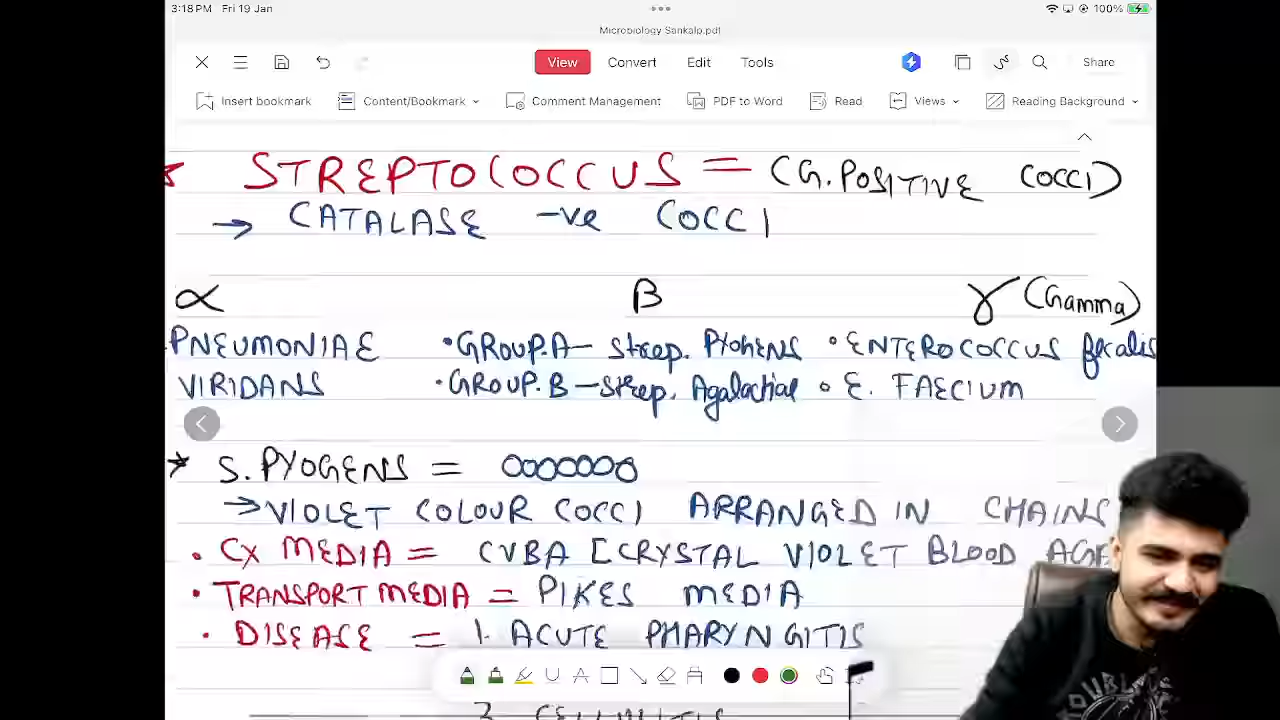 3:18 PM Fri 19 Jan
100%
Microbiology Sankalp.pdf
View Convert Edit Tools Share
Insert bookmark Content/Bookmark Comment Management PDF to Word Read Views Reading Background
STREPTOCOCCUS = (G.POSITIVE COCCI)
→ CATALASE -ve COCCI
α β γ (Gamma)
PNEUMONIAE •GROUP.A— Strep. PYOGENS •ENTEROCOCCUS fecalis
VIRIDANS •GROUP.B—Strep. Agalactiae • E. FAECIUM
S. PYOGENS =
→VIOLET COLOUR COCCI ARRANGED IN CHAINS
• CX MEDIA = CVBA [CRYSTAL VIOLET BLOOD AGE
• TRANSPORT MEDIA = PIKES MEDIA
• DISEASE = 1. ACUTE PHARYNGITIS
2. CELLULITIS